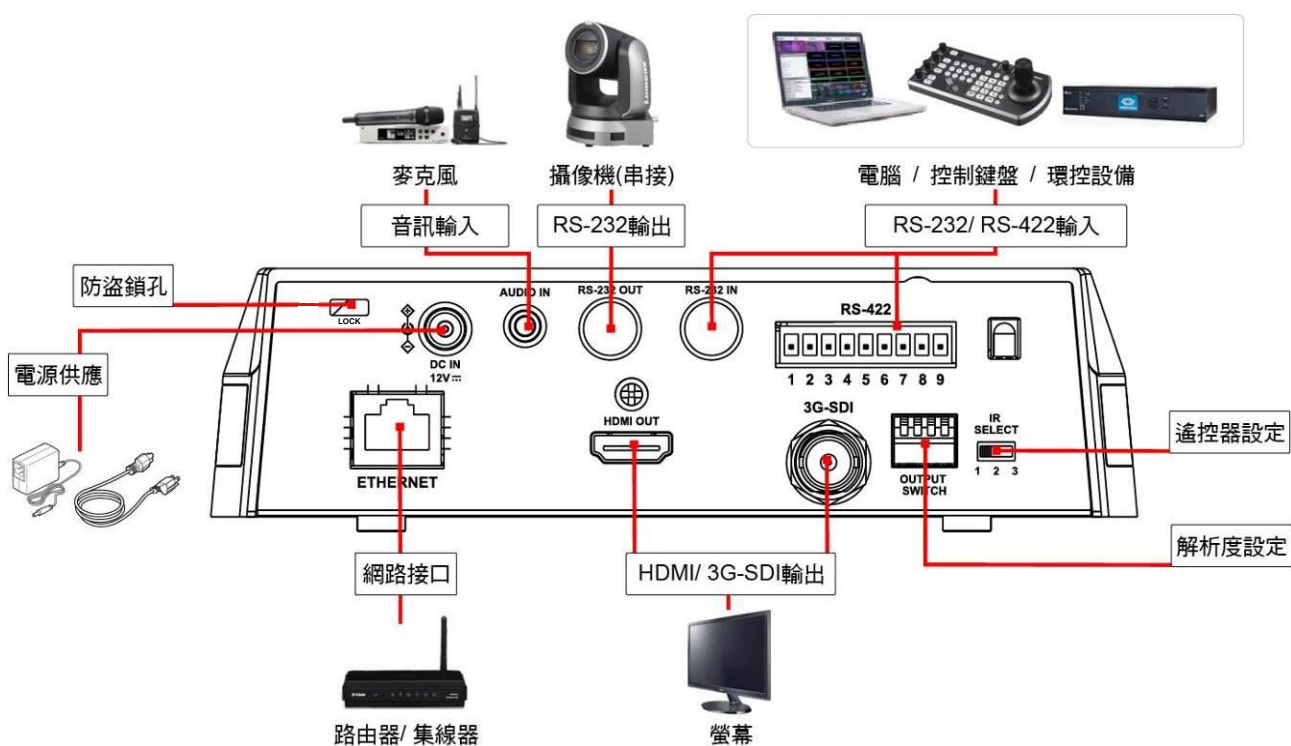 Lumens
麥克風
攝像機(串接)
電腦 / 控制鍵盤 / 環控設備
音訊輸入
RS-232輸出
RS-232/ RS-422輸入
防盜鎖孔
LOCK
AUDIO IN
RS-232 OUT
RS-232 IN
RS-422
電源供應
DC IN
12V
1 2 3 4 5 6 7 8 9
HDMI OUT
3G-SDI
IR
SELECT
1 2 3
遙控器設定
ETHERNET
OUTPUT
SWITCH
解析度設定
網路接口
HDMI/ 3G-SDI輸出
D-Link
路由器/ 集線器
螢幕